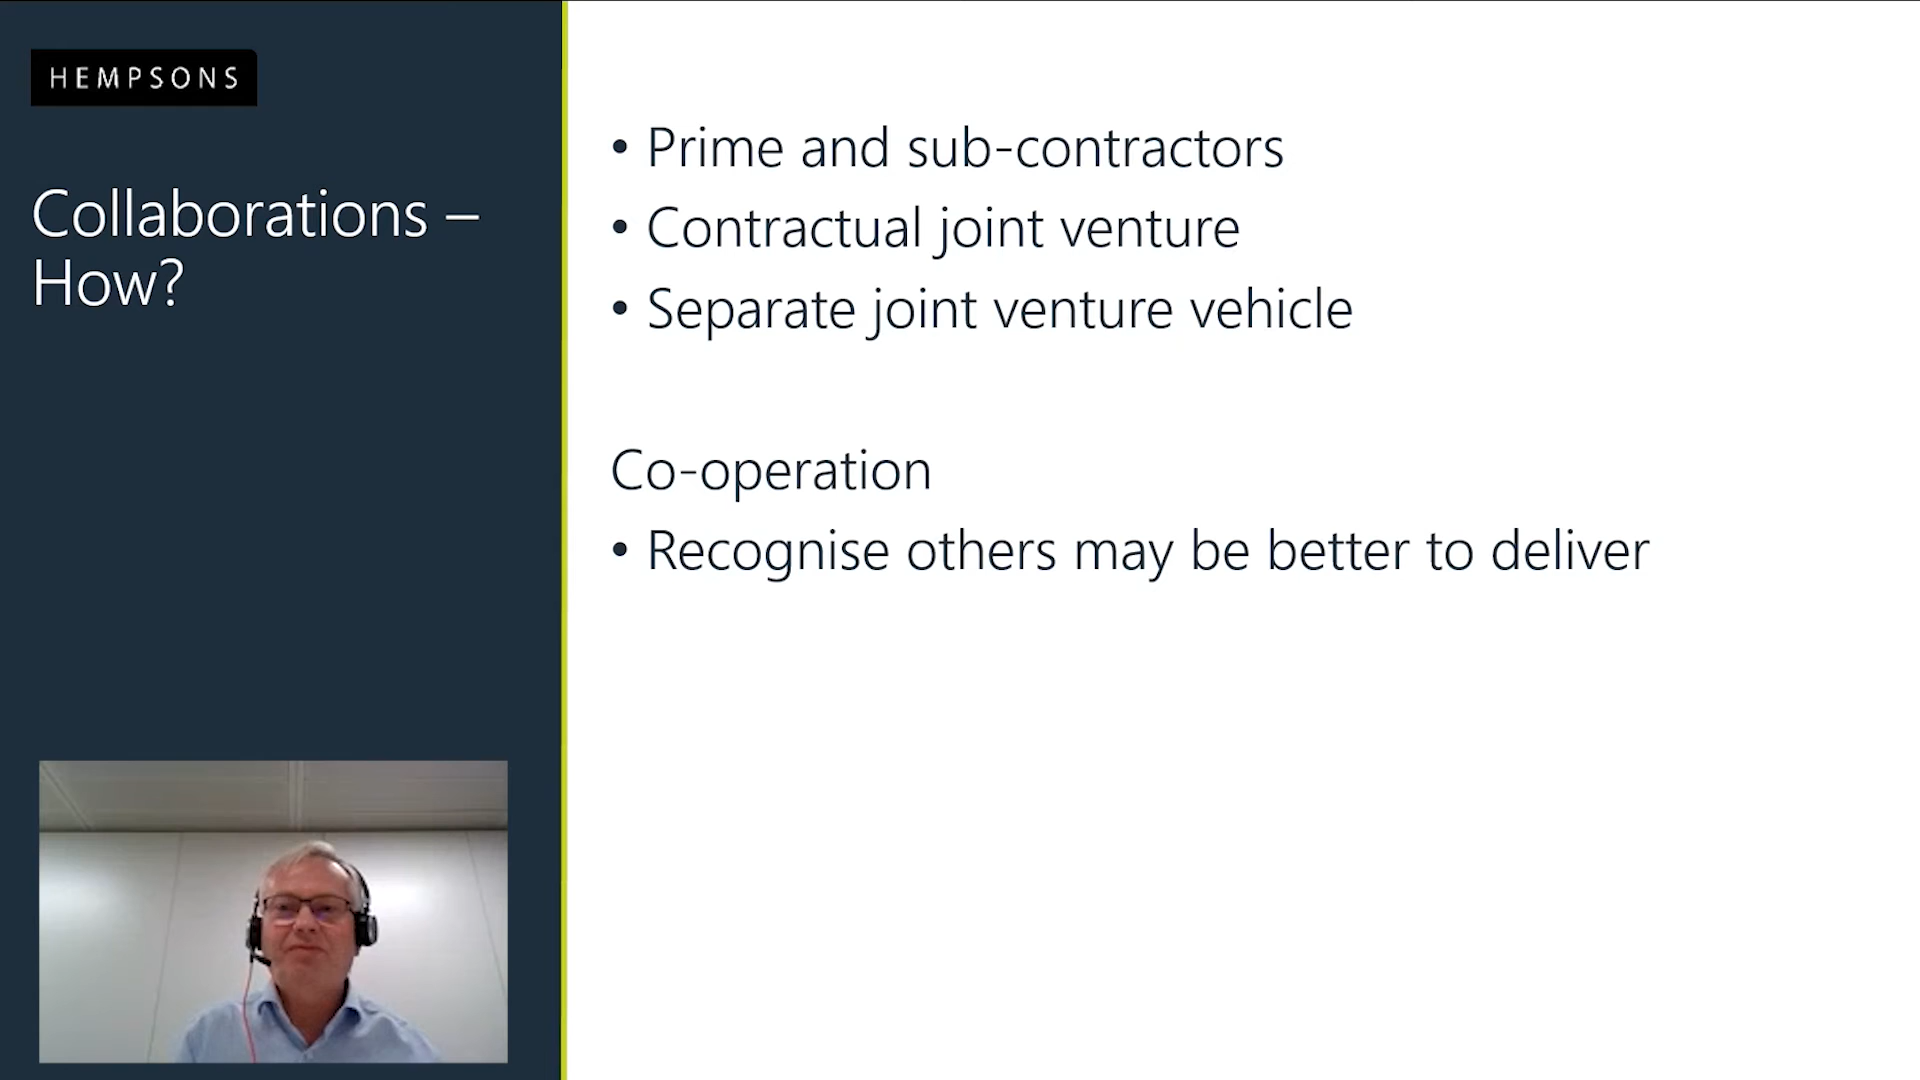 HEMPSONS
Collaborations –
How?
• Prime and sub-contractors
• Contractual joint venture
• Separate joint venture vehicle
Co-operation
• Recognise others may be better to deliver